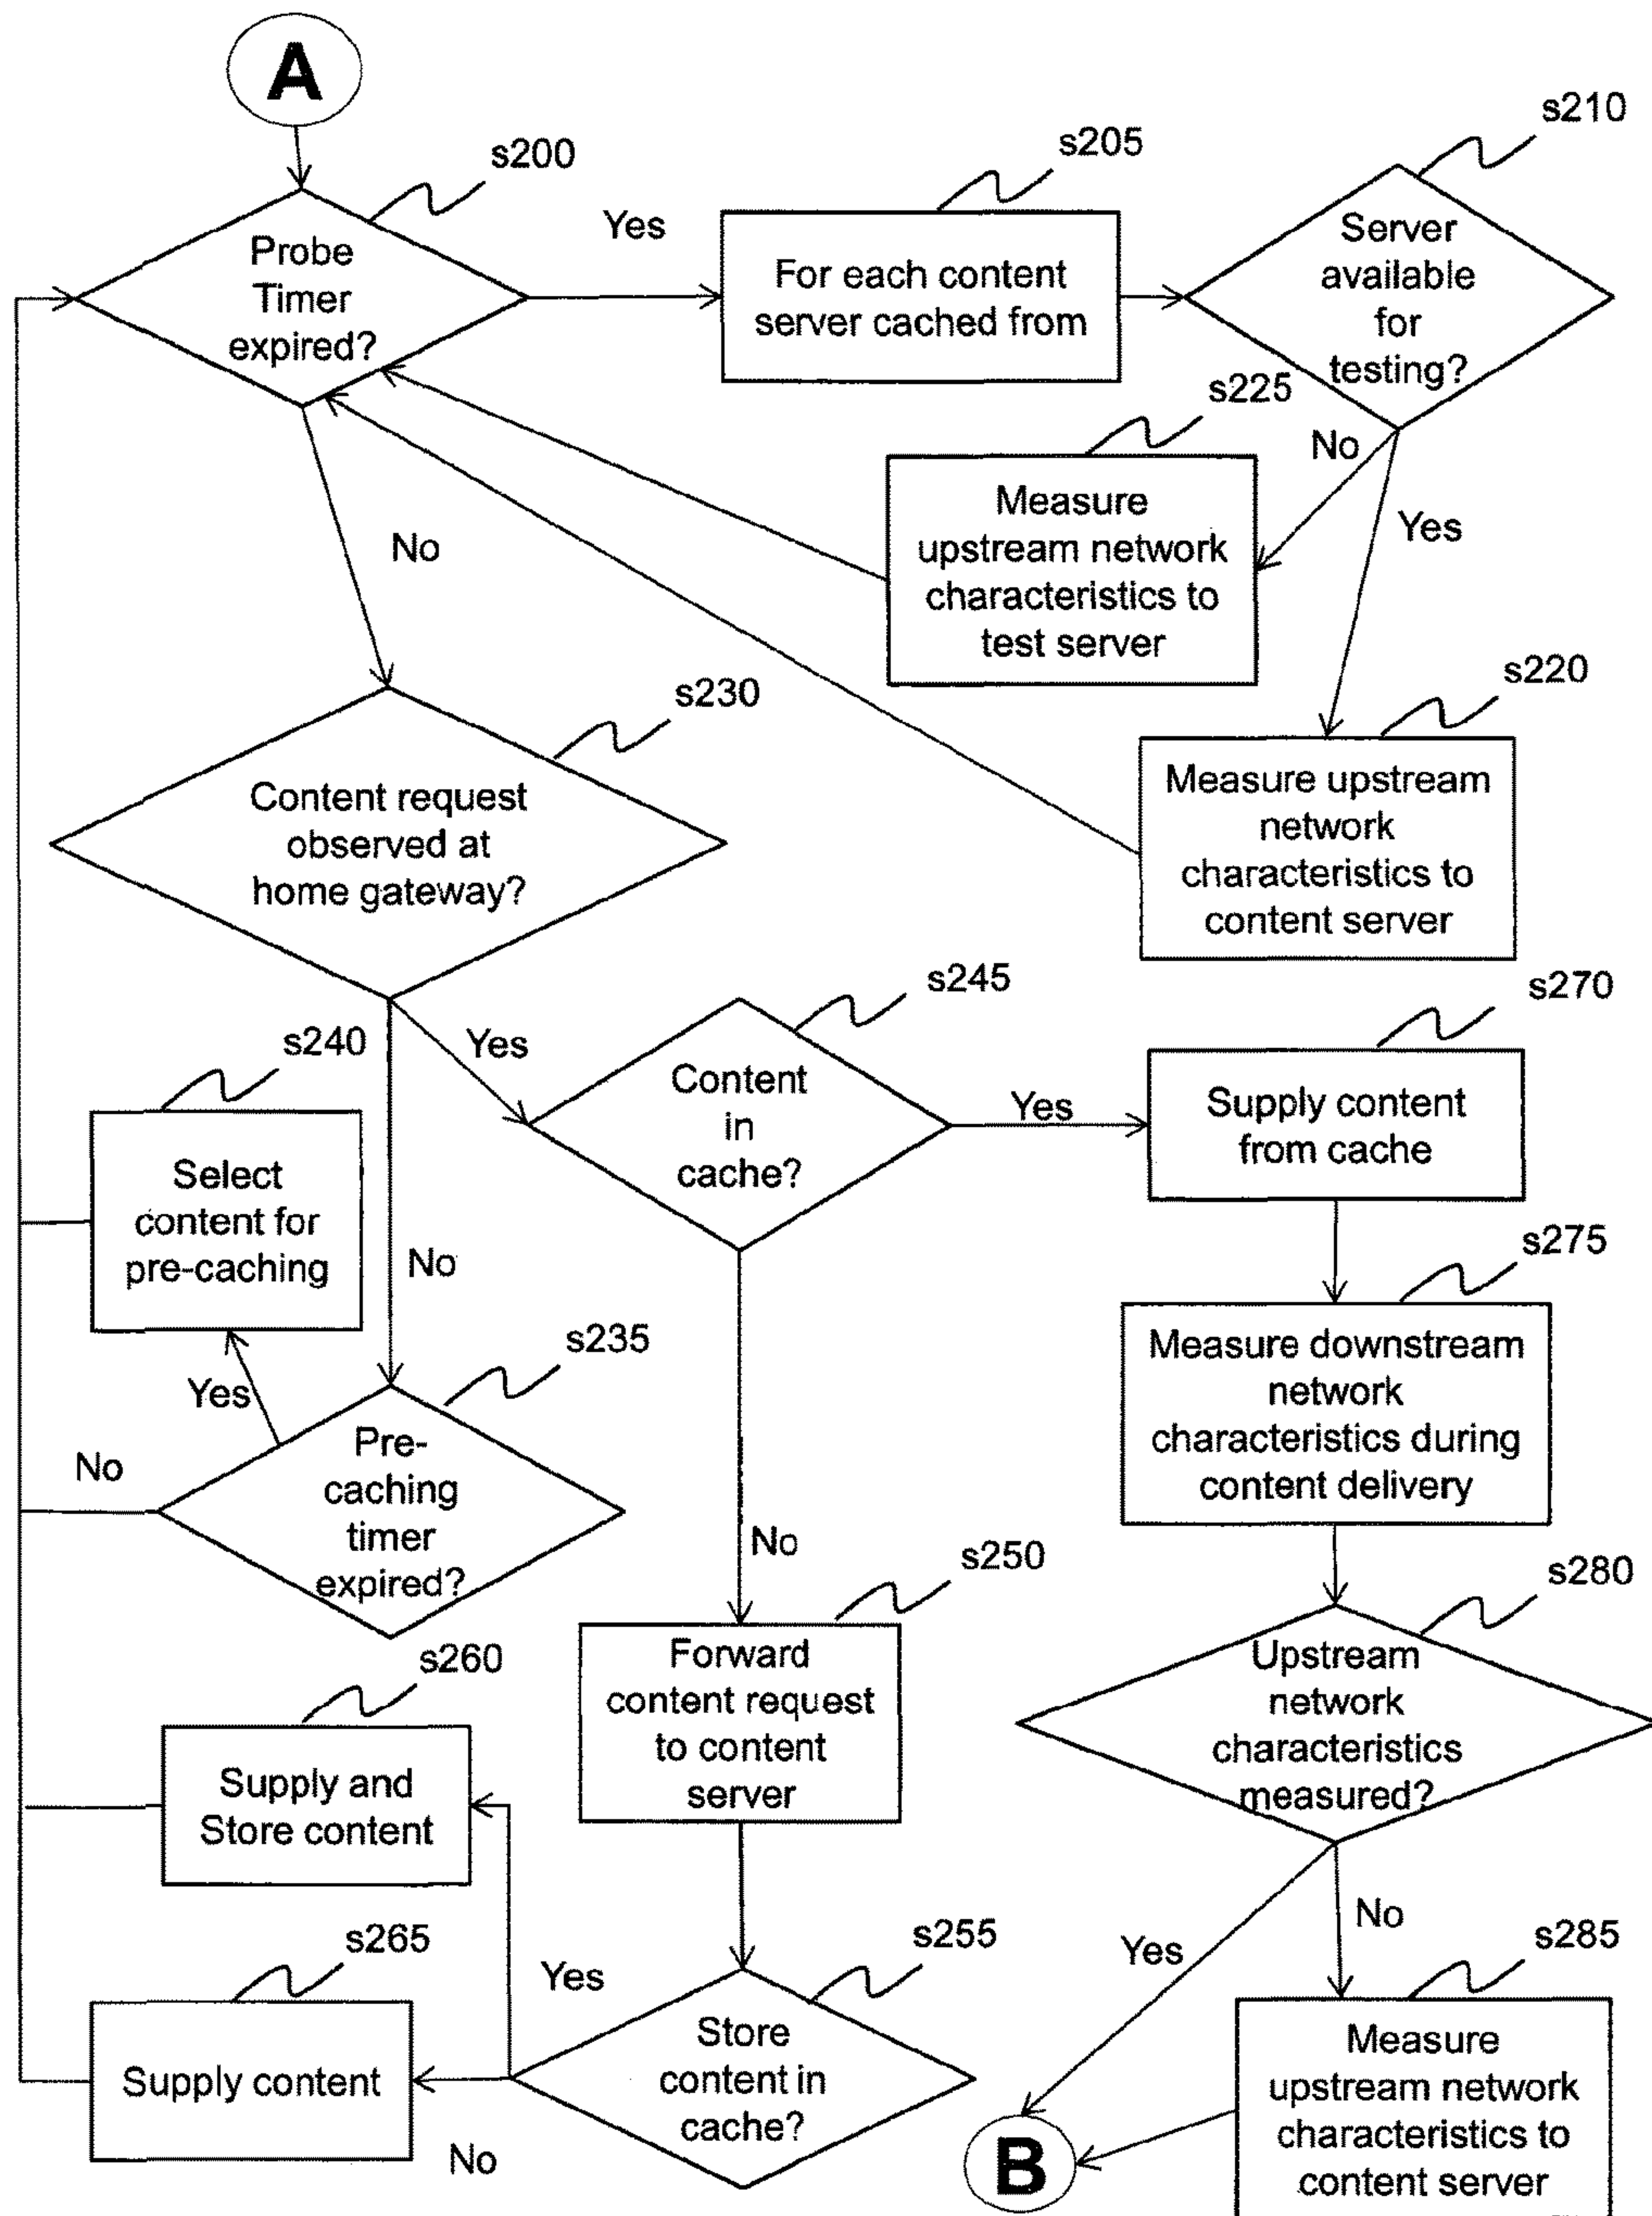 A
s200
Probe
Timer
expired?
Yes
s205
For each content
server cached from
s210
Server
available
for
testing?
s225
No
Measure
upstream network
characteristics to
test server
Yes
No
s220
Measure upstream
network
characteristics to
content server
s230
Content request
observed at
home gateway?
s240
Select
content for
pre-caching
Yes
No
s245
Content
in
cache?
Yes
s270
Supply content
from cache
s275
Measure downstream
network
characteristics during
content delivery
s235
Yes
No
Pre-
caching
timer
expired?
No
s250
Forward
content request
to content
server
s280
Upstream
network
characteristics
measured?
s260
Supply and
Store content
s265
Supply content
Yes
No
s255
Store
content in
cache?
Yes
No
s285
Measure
upstream network
characteristics to
content server
B